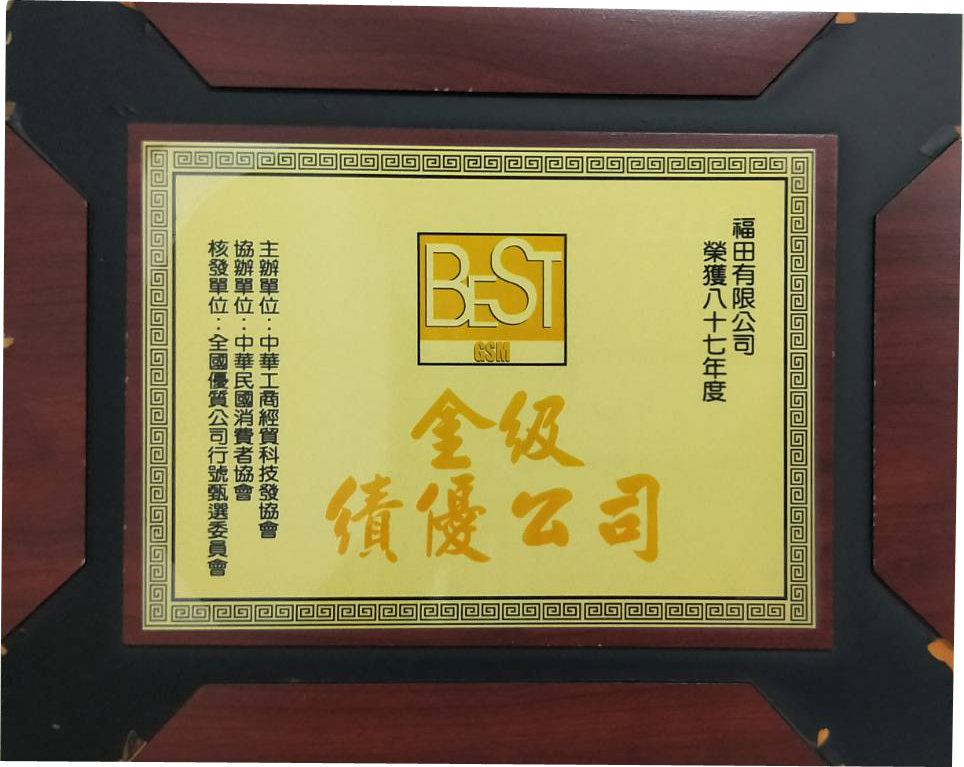 福田有限公司
榮獲八十七年度
BEST
GSM
金級
績優公司
主辦單位：中華工商經貿科技發協會
協辦單位：中華民國消費者協會
核發單位：全國優質公司行號甄選委員會